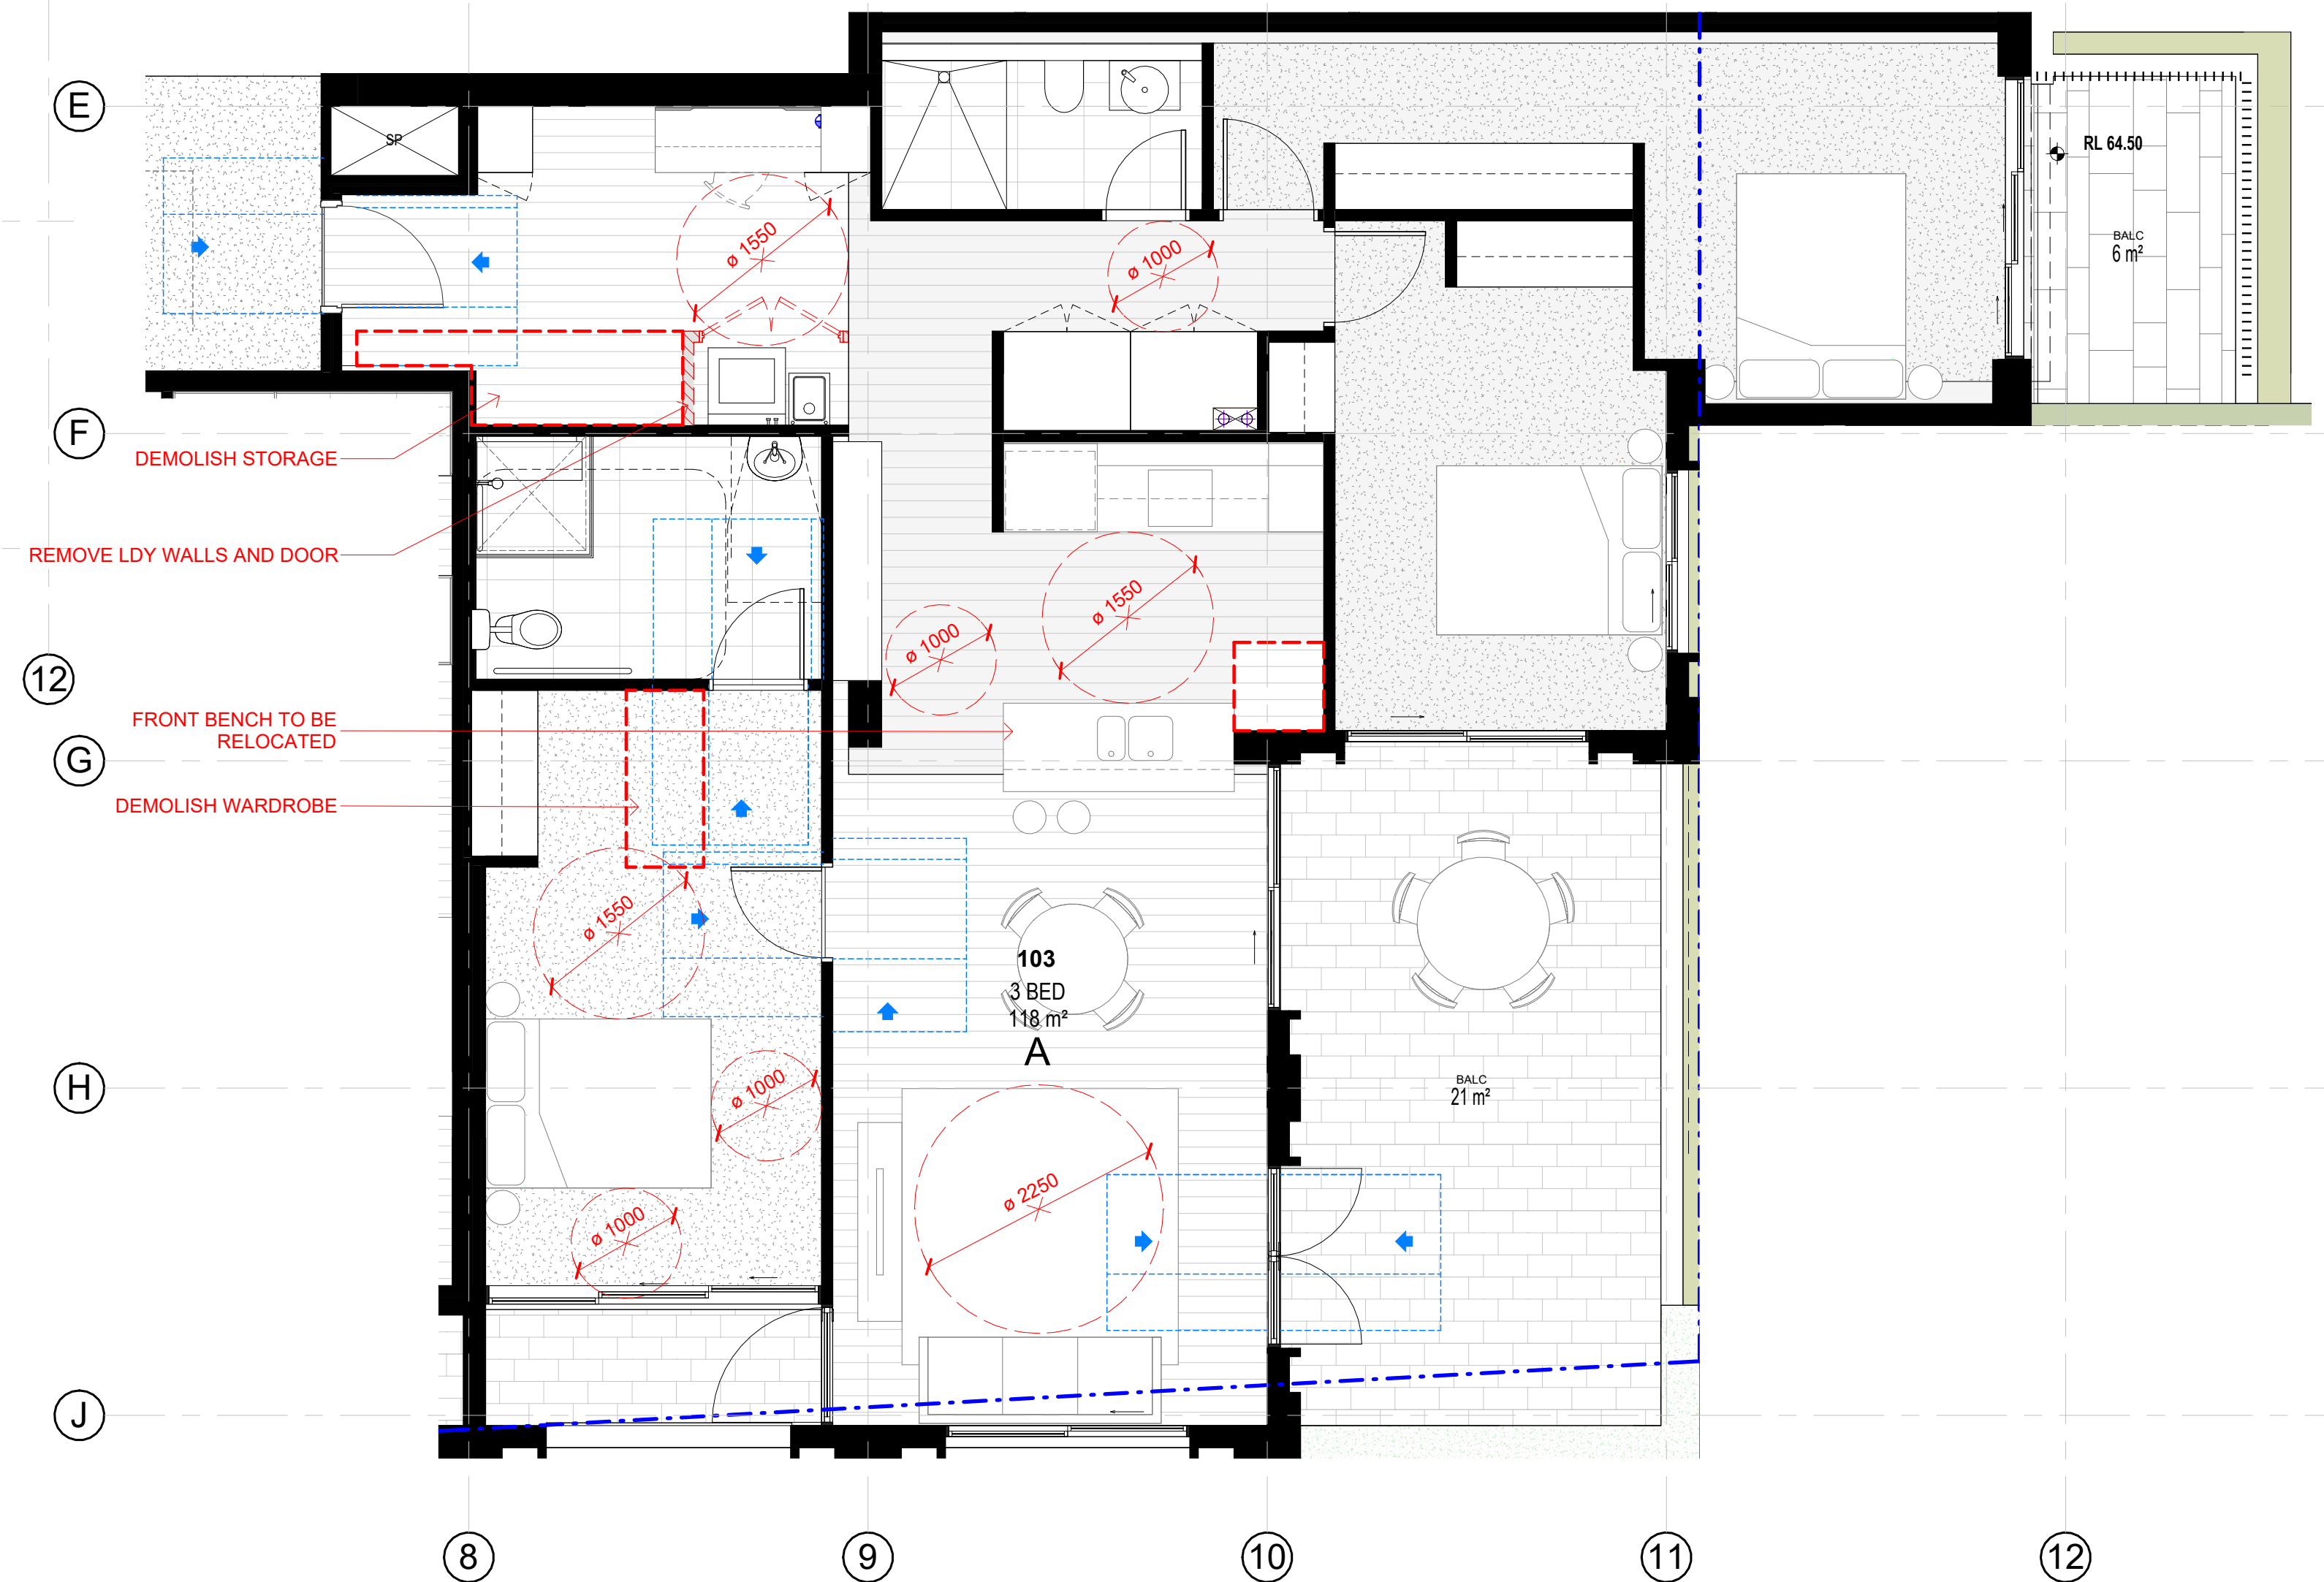 E
SP
RL 64.50
BALC
6 m²
ø 1550
ø 1000
F
DEMOLISH STORAGE
REMOVE LDY WALLS AND DOOR
ø 1550
ø 1000
12
FRONT BENCH TO BE
RELOCATED
G
DEMOLISH WARDROBE
ø 1550
103
3 BED
118 m²
A
H
ø 1000
BALC
21 m²
ø 2250
ø 1000
J
8
9
10
11
12